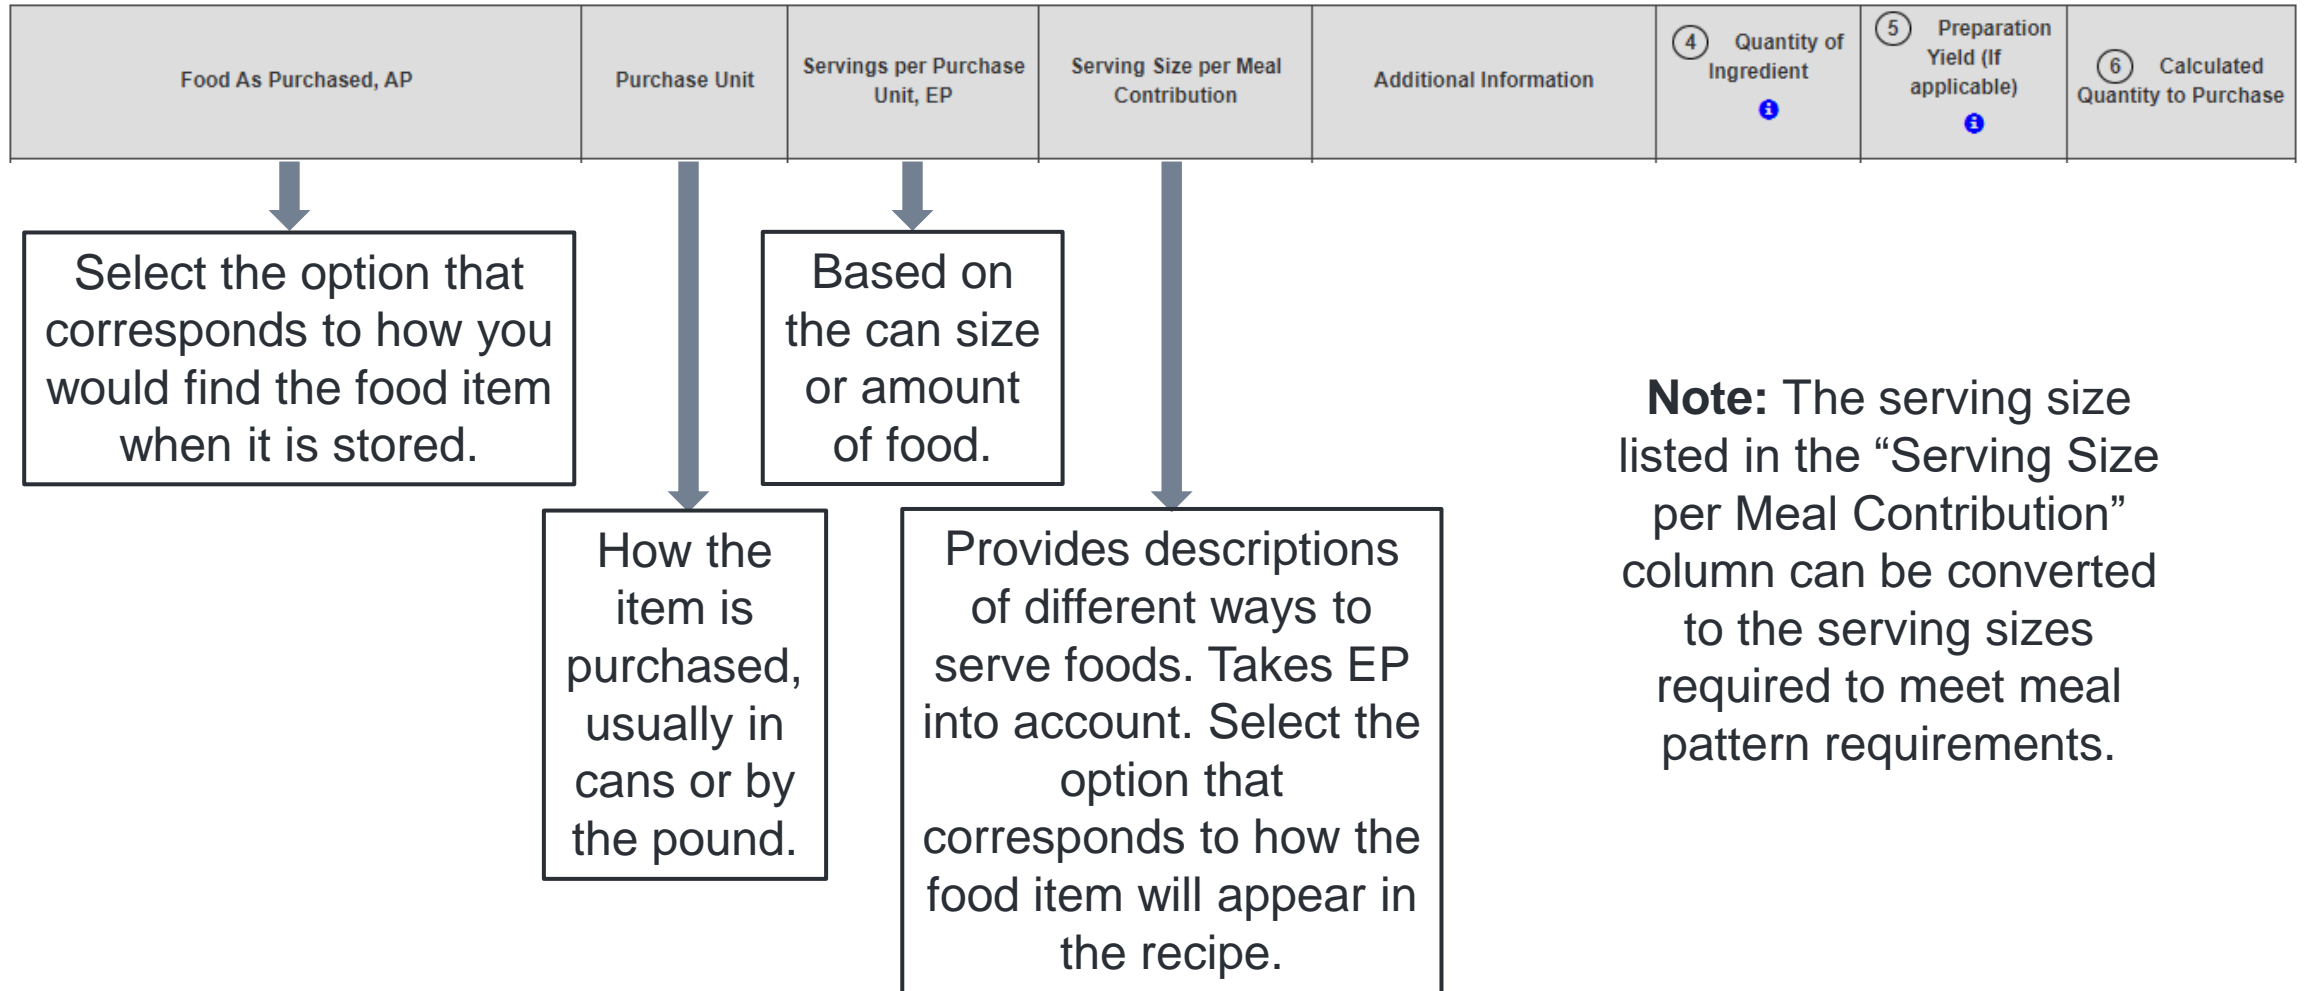 Food As Purchased, AP
Purchase Unit
Servings per Purchase
Unit, EP
Serving Size per Meal
Contribution
Additional Information
4 Quantity of
Ingredient
i
5 Preparation
Yield (If
applicable)
i
6 Calculated
Quantity to Purchase
Select the option that
corresponds to how you
would find the food item
when it is stored.
How the
item is
purchased,
usually in
cans or by
the pound.
Based on
the can size
or amount
of food.
Provides descriptions
of different ways to
serve foods. Takes EP
into account. Select the
option that
corresponds to how the
food item will appear in
the recipe.
Note: The serving size
listed in the “Serving Size
per Meal Contribution”
column can be converted
to the serving sizes
required to meet meal
pattern requirements.